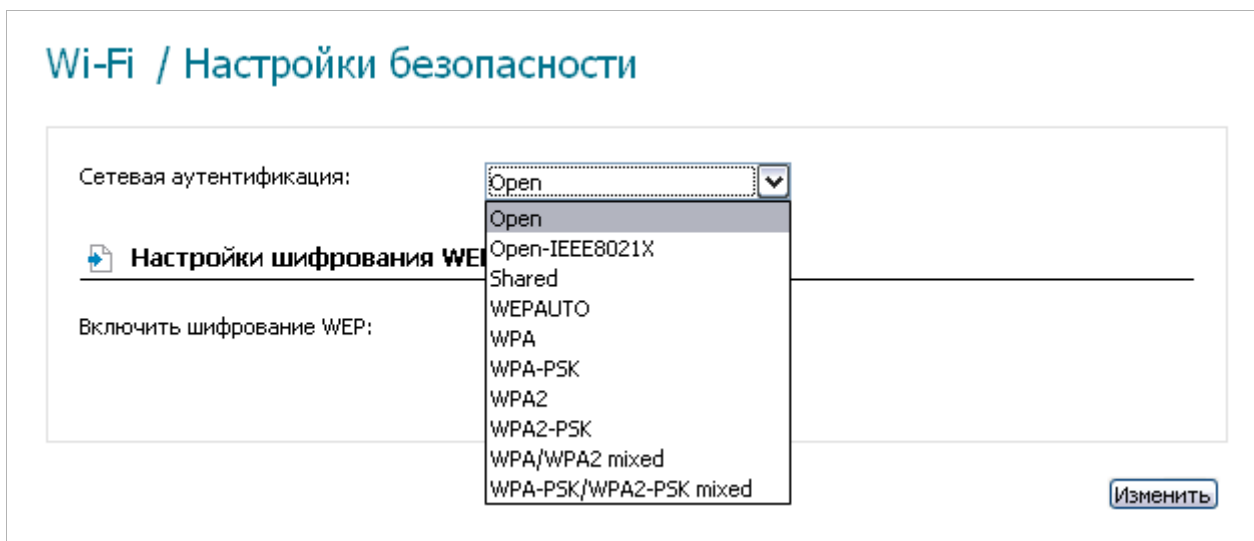 Wi-Fi / Настройки безопасности
Сетевая аутентификация:
Open
Open
Open-IEEE8021X
Настройки шифрования WEP
Shared
WEPAUTO
Включить шифрование WEP:
WPA
WPA-PSK
WPA2
WPA2-PSK
WPA/WPA2 mixed
WPA-PSK/WPA2-PSK mixed
Изменить